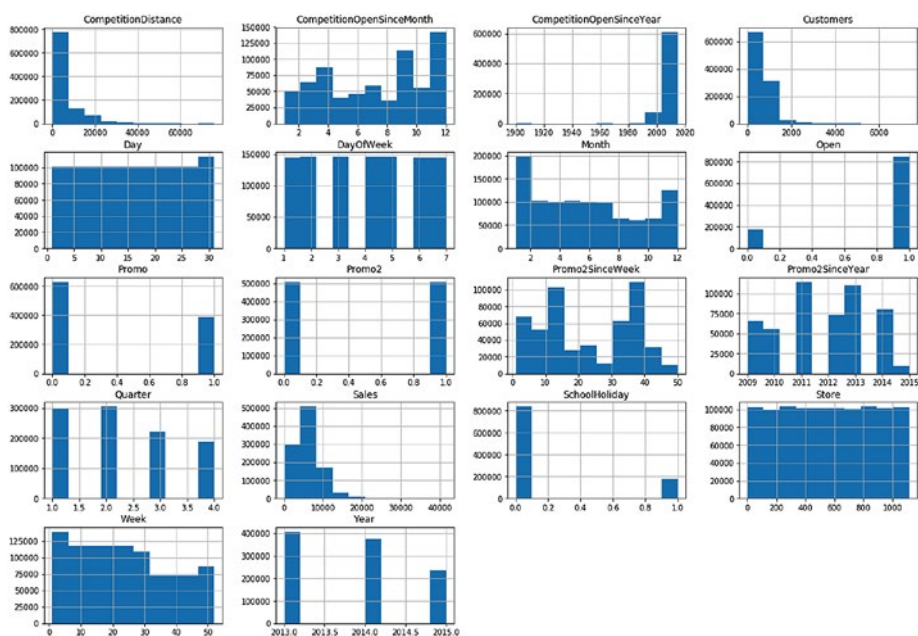 CompetitionDistance CompetitionOpenSinceMonth CompetitionOpenSinceYear Customers
800000 150000 600000 600000
600000 125000 400000 400000
400000 100000 200000 200000
200000 75000 0 0
0 50000
25000
0
0 20000 40000 60000 2 4 6 8 10 12 1900 1920 1940 1960 1980 2000 2020 0 2000 4000 6000
Day DayOfWeek Month Open
100000 150000 200000 800000
80000 100000 150000 600000
60000 50000 100000 400000
40000 0 50000 200000
20000 0 0
0
0 5 10 15 20 25 30 1 2 3 4 5 6 7 2 4 6 8 10 12 0.0 0.2 0.4 0.6 0.8 1.0
Promo Promo2 Promo2SinceWeek Promo2SinceYear
600000 500000 100000 100000
400000 400000 80000 75000
200000 300000 60000 50000
0 200000 40000 25000
100000 20000 0
0 0
0.0 0.2 0.4 0.6 0.8 1.0 0.0 0.2 0.4 0.6 0.8 1.0 0 10 20 30 40 50 2009 2010 2011 2012 2013 2014 2015
Quarter Sales SchoolHoliday Store
300000 500000 800000 100000
200000 400000 600000 80000
100000 300000 400000 60000
0 200000 200000 40000
100000 0 20000
0 0
1.0 1.5 2.0 2.5 3.0 3.5 4.0 0 10000 20000 30000 40000 0.0 0.2 0.4 0.6 0.8 1.0 0 200 400 600 800 1000
Week Year
125000 400000
100000 300000
75000 200000
50000 100000
25000 0
0
0 10 20 30 40 50 2013.0 2013.5 2014.0 2014.5 2015.0